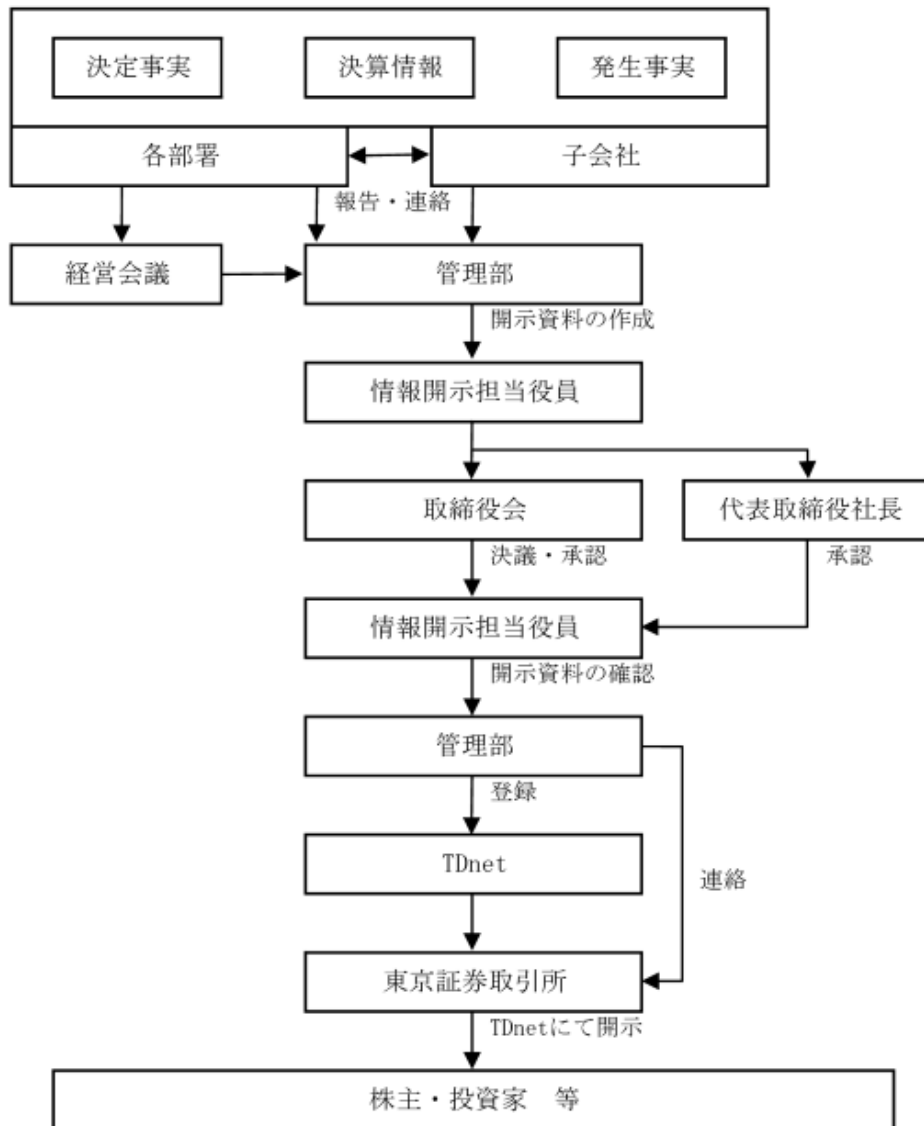 決定事実
決算情報
発生事実
各部署
子会社
報告・連絡
経営会議
管理部
開示資料の作成
情報開示担当役員
取締役会
代表取締役社長
決議・承認
承認
情報開示担当役員
開示資料の確認
管理部
登録
TDnet
連絡
東京証券取引所
TDnetにて開示
株主・投資家　等